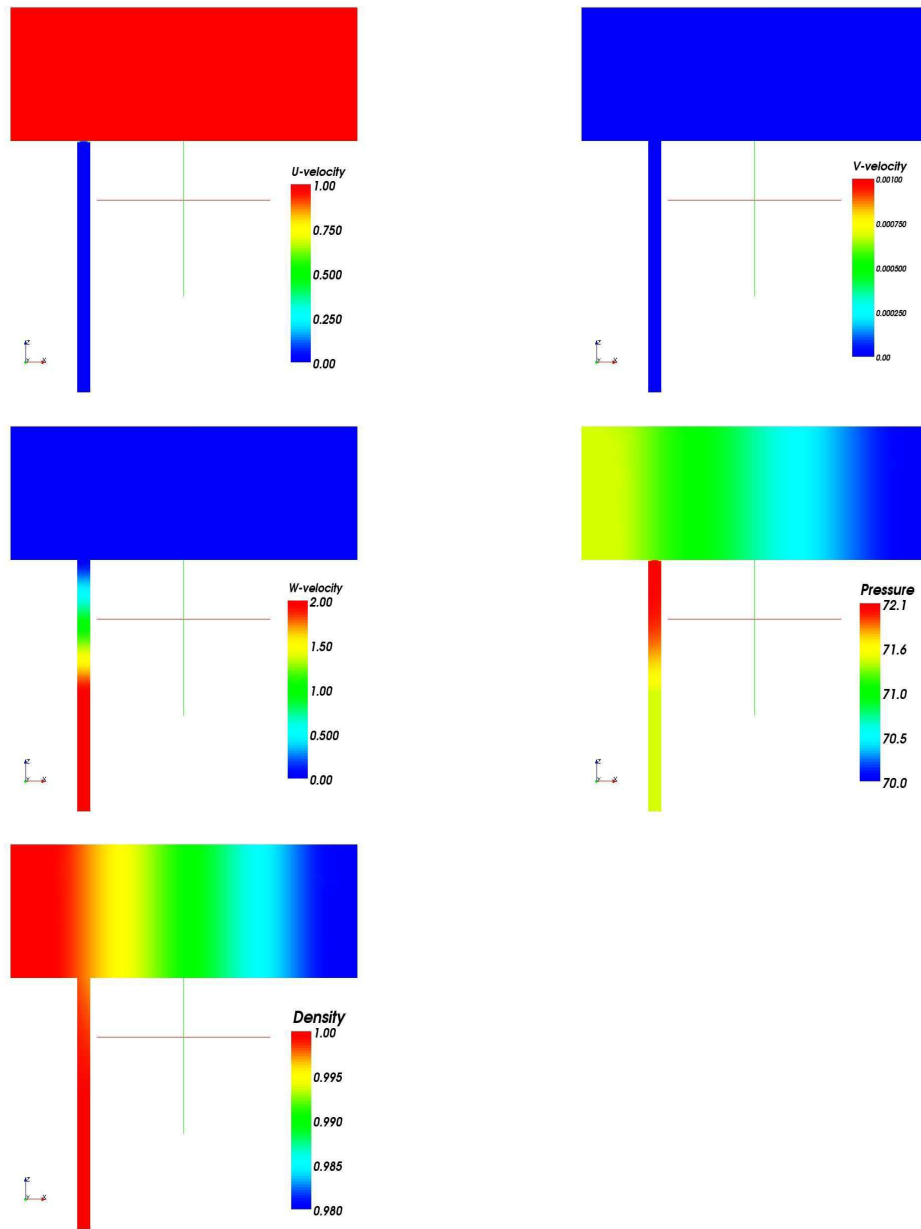 U-velocity
1.00
0.750
0.500
0.250
0.00
Z
Y X
V-velocity
0.00100
0.000750
0.000500
0.000250
0.00
Z
Y X
W-velocity
2.00
1.50
1.00
0.500
0.00
Z
Y X
Pressure
72.1
71.6
71.0
70.5
70.0
Z
Y X
Density
1.00
0.995
0.990
0.985
0.980
Z
Y X